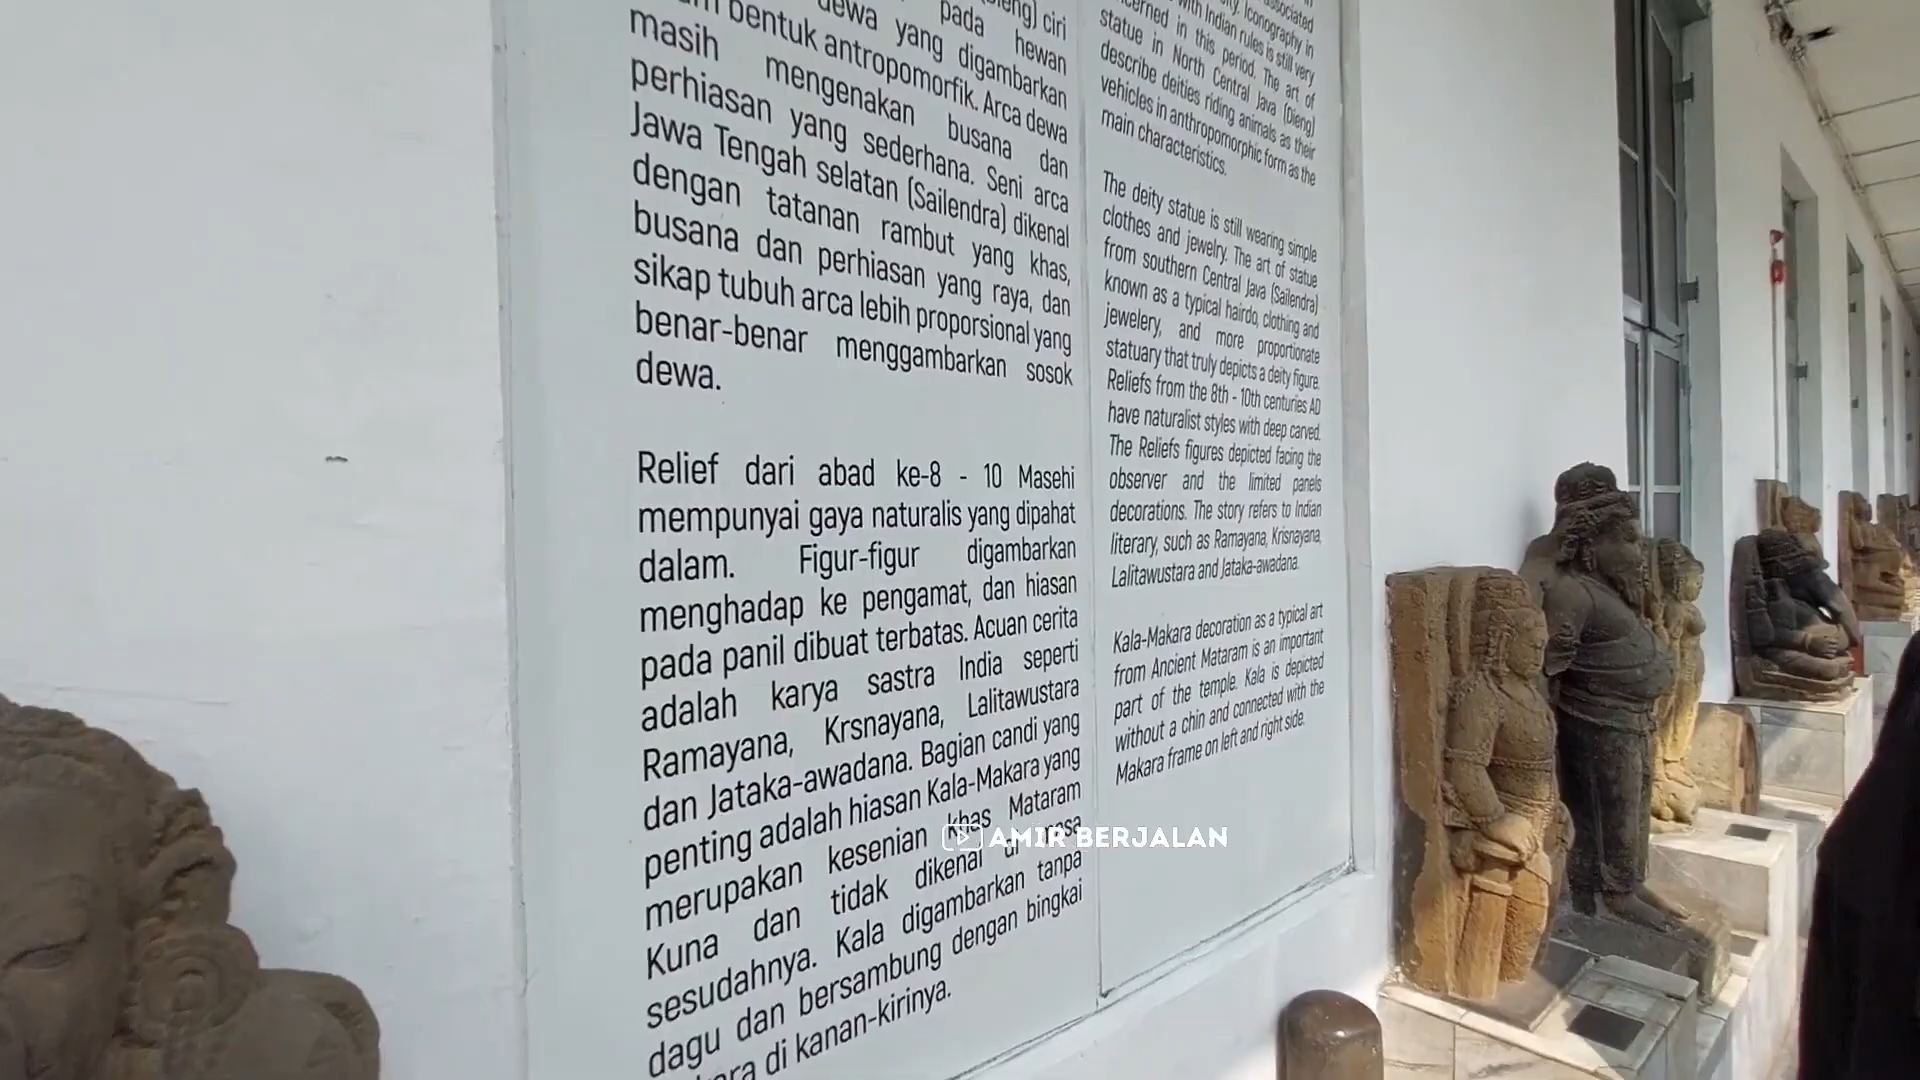 (Dieng) ciri
dewa yang pada hewan
bentuk antropomorfik. Arca dewa yang digambarkan
masih mengenakan busana dan
perhiasan yang sederhana. Seni arca
Jawa Tengah selatan (Sailendra) dikenal
dengan tatanan rambut yang khas,
busana dan perhiasan yang raya, dan
sikap tubuh arca lebih proporsional yang
benar-benar menggambarkan sosok
dewa.
Relief dari abad ke-8 - 10 Masehi
mempunyai gaya naturalis yang dipahat
dalam. Figur-figur digambarkan
menghadap ke pengamat, dan hiasan
pada panil dibuat terbatas. Acuan cerita
adalah karya sastra India seperti
Ramayana, Krsnayana, Lalitawustara
dan Jataka-awadana. Bagian candi yang
penting adalah hiasan Kala-Makara yang
merupakan kesenian khas Mataram
Kuna dan tidak dikenal di masa
sesudahnya. Kala digambarkan tanpa
dagu dan bersambung dengan bingkai
di kanan-kirinya.
associated
Iconography in
with Indian rules is still very
in this period. The art of
statue in North Central Java (Dieng)
describe deities riding animals as their
vehicles in anthropomorphic form as the
main characteristics.
The deity statue is still wearing simple
clothes and jewelry. The art of statue
from southern Central Java (Sailendra)
known as a typical hairdo, clothing and
jewelery, and more proportionate
statuary that truly depicts a deity figure.
Reliefs from the 8th - 10th centuries AD
have naturalist styles with deep carved.
The Reliefs figures depicted facing the
observer and the limited panels
decorations. The story refers to Indian
literary, such as Ramayana, Krisnayana,
Lalitawustara and Jataka-awadana.
Kala-Makara decoration as a typical art
from Ancient Mataram is an important
part of the temple. Kala is depicted
without a chin and connected with the
Makara frame on left and right side.
AMIR BERJALAN